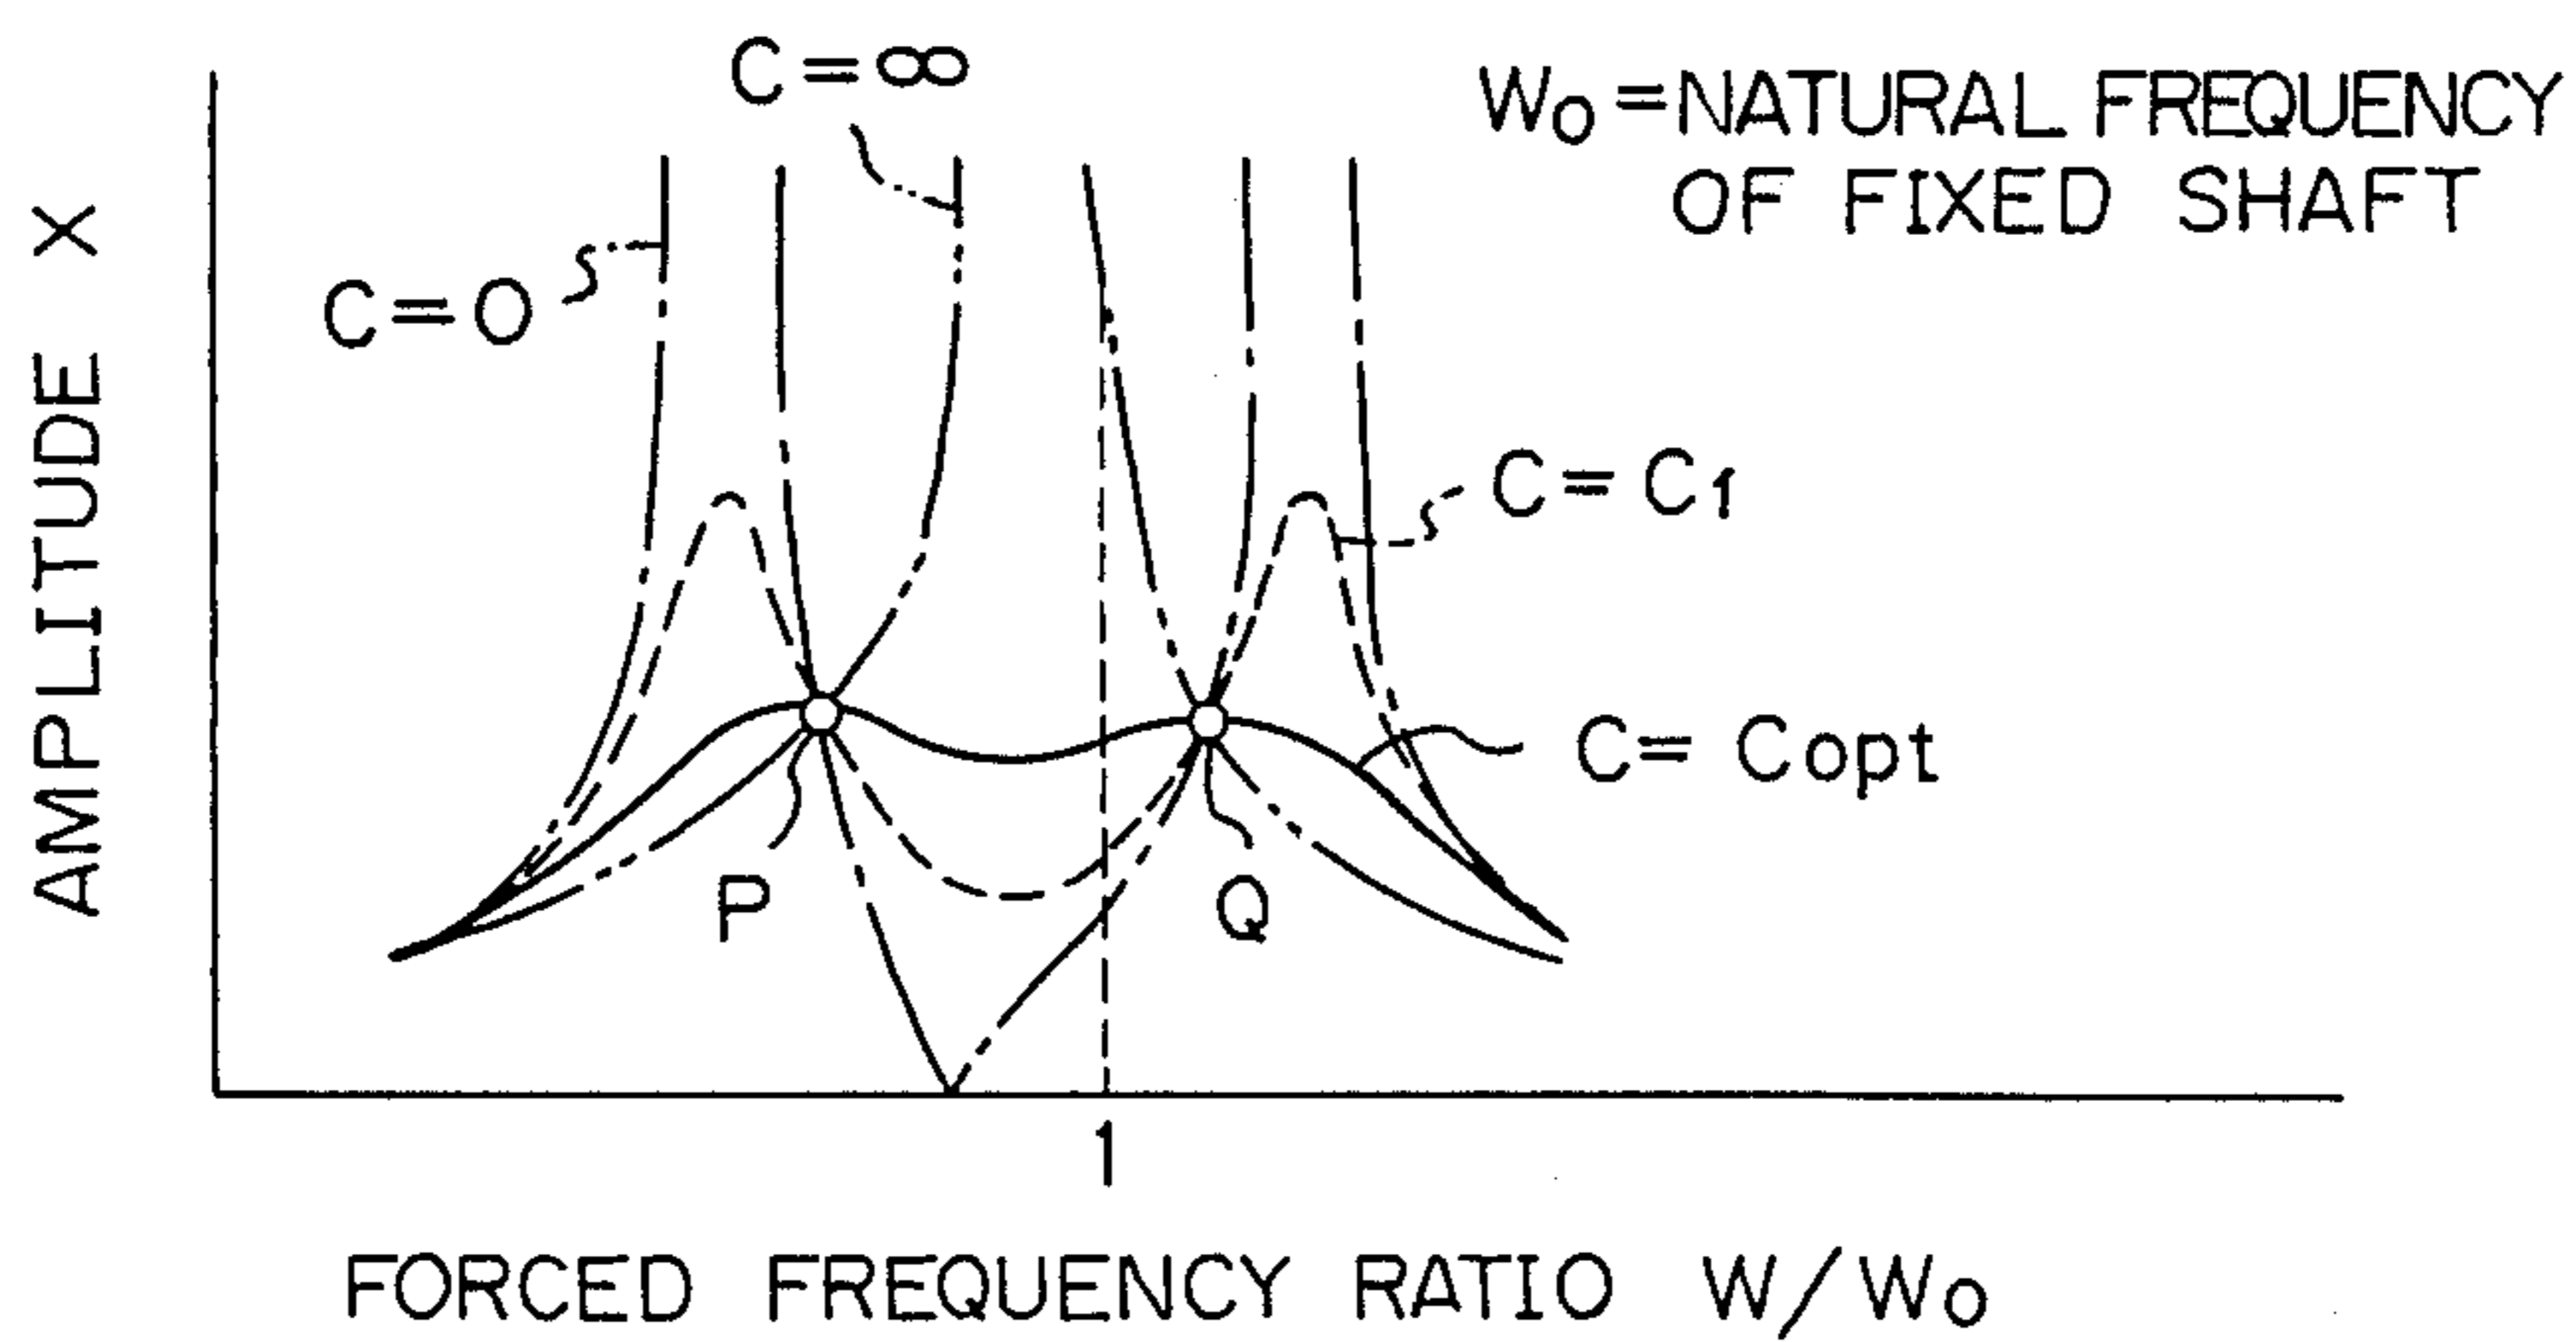 C=∞
W₀=NATURAL FREQUENCY
OF FIXED SHAFT
C=0
C=C₁
C=Copt
P
Q
1
AMPLITUDE X
FORCED FREQUENCY RATIO W/W₀